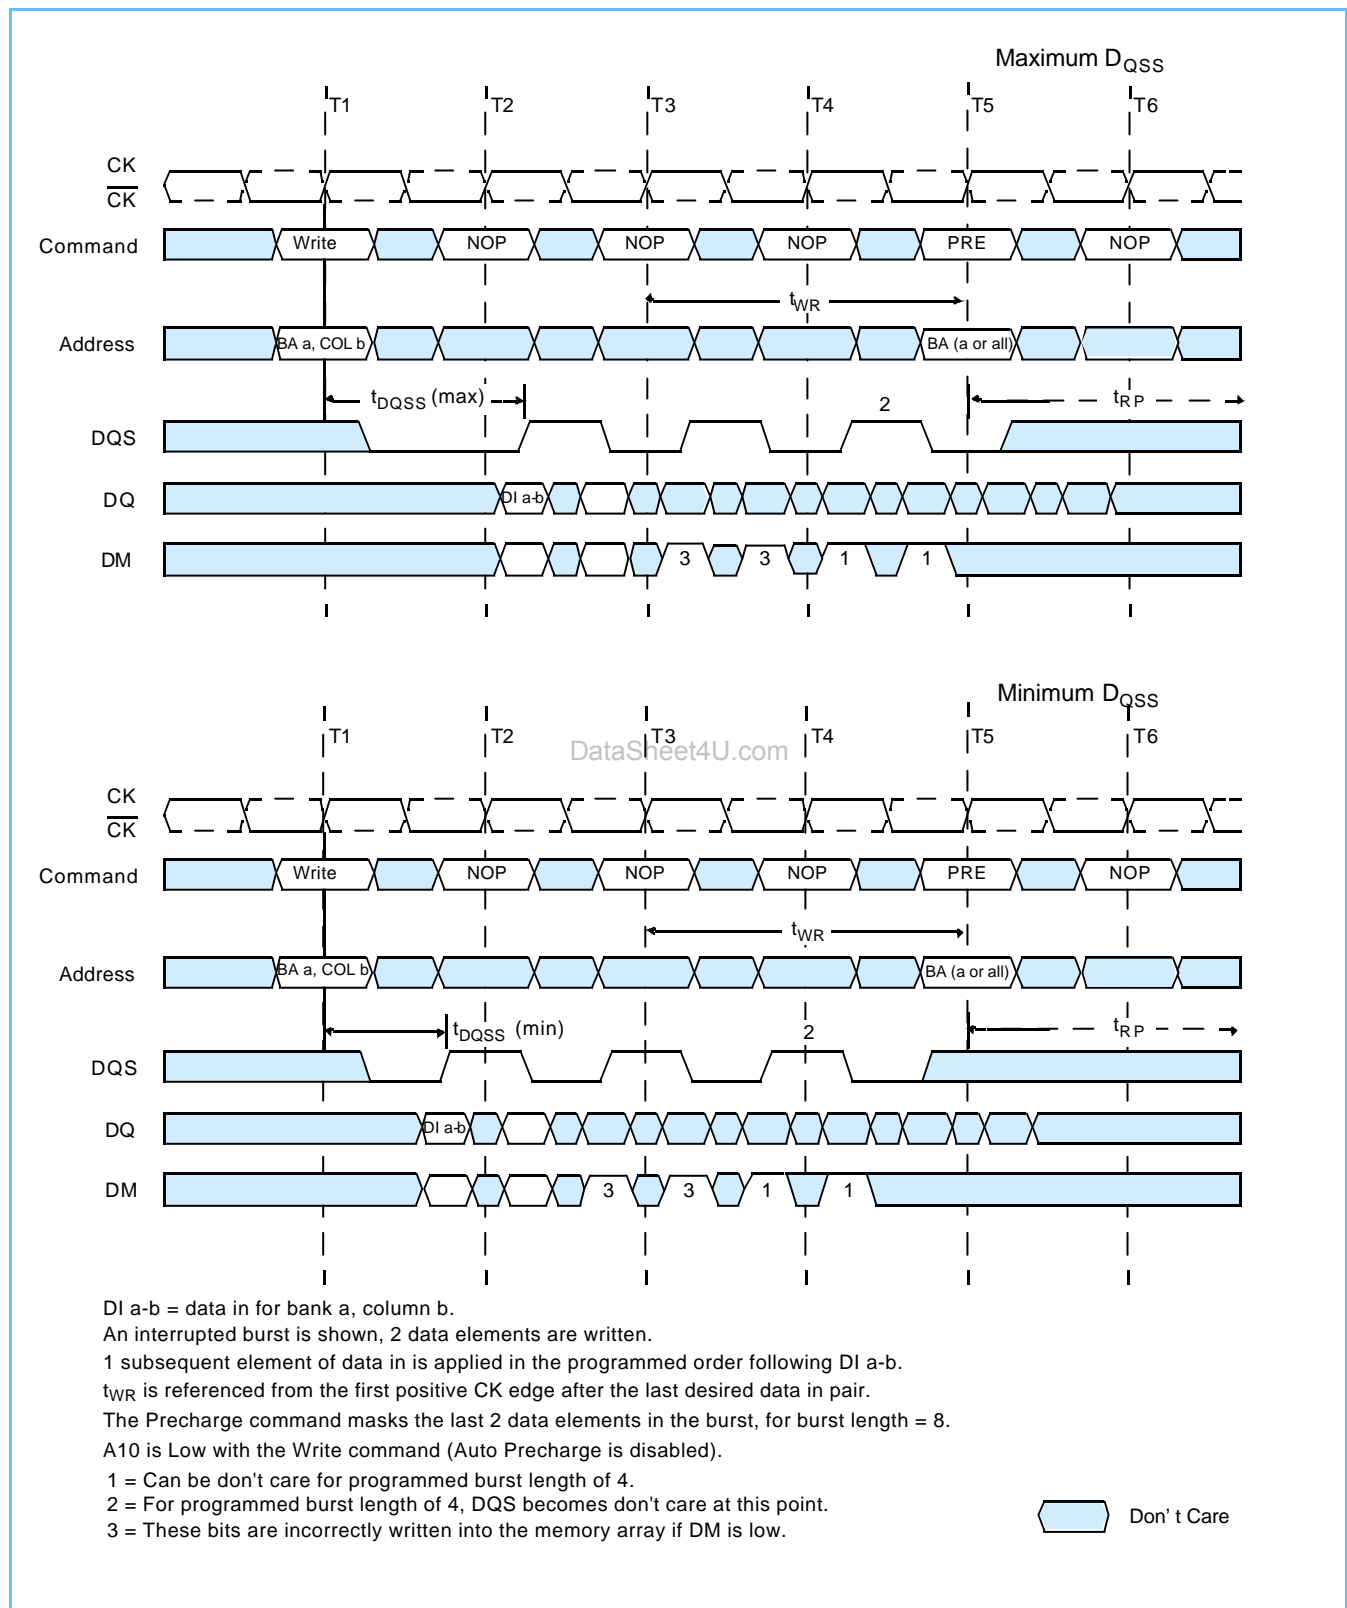 Maximum DQSS
T1 T2 T3 T4 T5 T6
CK
CK
Command Write NOP NOP NOP PRE NOP
tWR
Address BA a, COL b BA (a or all)
tDQSS (max) 2 tRP
DQS
DQ DI a-b
DM 3 3 1 1
Minimum DQSS
T1 T2 T3 T4 T5 T6
DataSheet4U.com
CK
CK
Command Write NOP NOP NOP PRE NOP
tWR
Address BA a, COL b BA (a or all)
tDQSS (min) 2 tRP
DQS
DQ DI a-b
DM 3 3 1 1
DI a-b = data in for bank a, column b.
An interrupted burst is shown, 2 data elements are written.
1 subsequent element of data in is applied in the programmed order following DI a-b.
tWR is referenced from the first positive CK edge after the last desired data in pair.
The Precharge command masks the last 2 data elements in the burst, for burst length = 8.
A10 is Low with the Write command (Auto Precharge is disabled).
1 = Can be don't care for programmed burst length of 4.
2 = For programmed burst length of 4, DQS becomes don't care at this point.
3 = These bits are incorrectly written into the memory array if DM is low.
Don' t Care